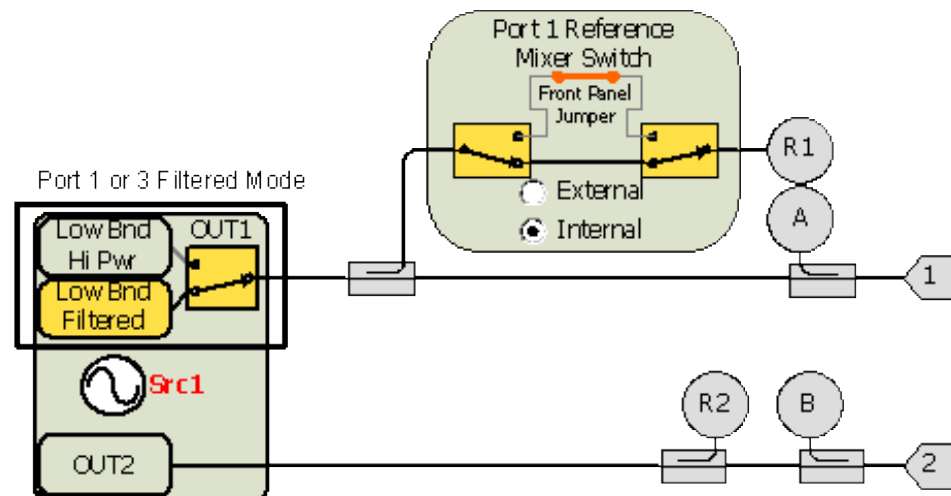 Port 1 Reference
Mixer Switch
Front Panel
Jumper
R1
External
Internal
A
Port 1 or 3 Filtered Mode
Low Bnd
Hi Pwr
OUT1
Low Bnd
Filtered
1
Src1
R2
B
OUT2
2